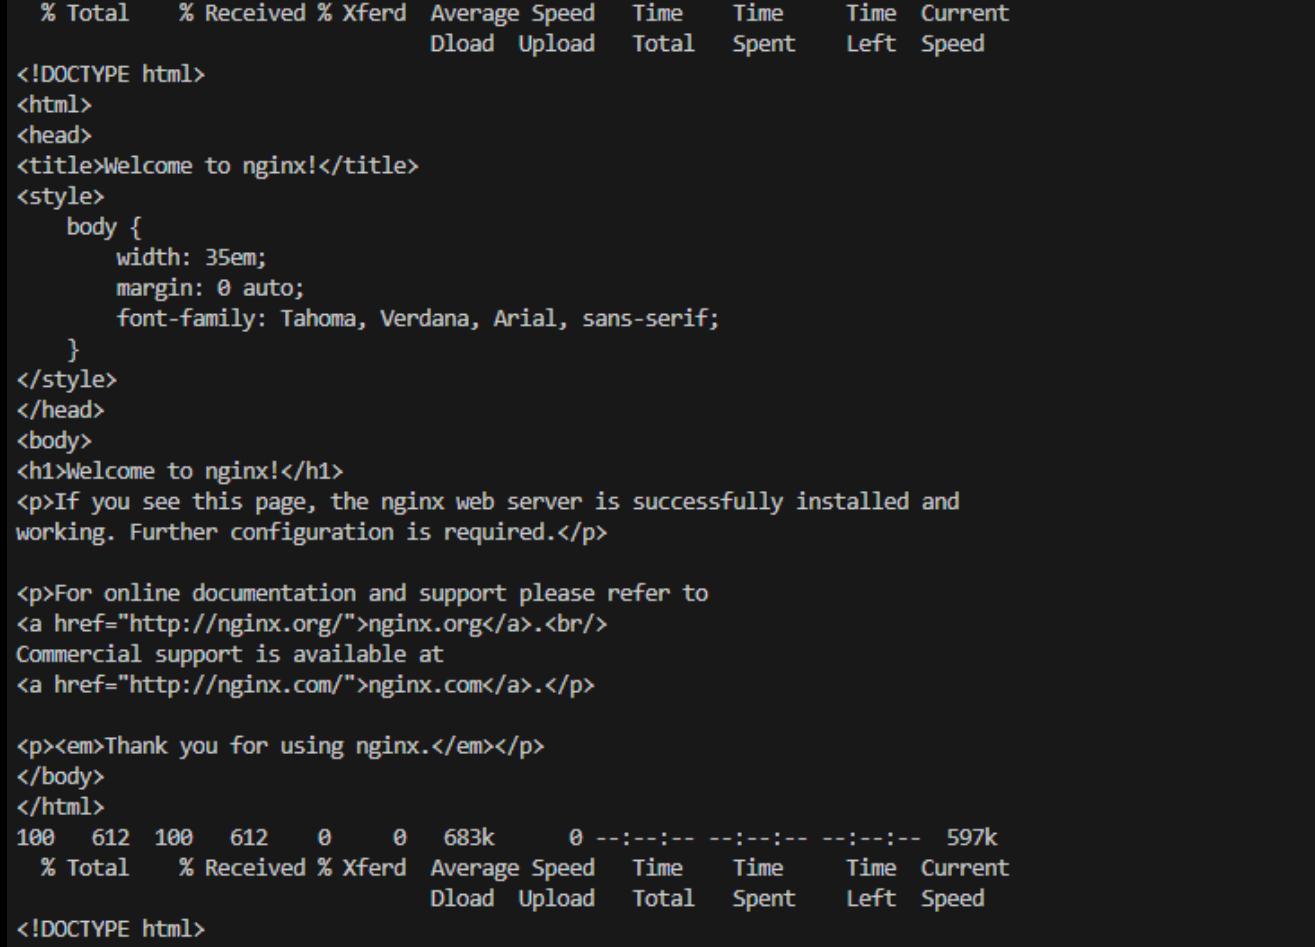 % Total % Received % Xferd Average Speed Time Time Time Current
Dload Upload Total Spent Left Speed
<!DOCTYPE html>
<html>
<head>
<title>Welcome to nginx!</title>
<style>
body {
width: 35em;
margin: 0 auto;
font-family: Tahoma, Verdana, Arial, sans-serif;
}
</style>
</head>
<body>
<h1>Welcome to nginx!</h1>
<p>If you see this page, the nginx web server is successfully installed and
working. Further configuration is required.</p>
<p>For online documentation and support please refer to
<a href="http://nginx.org/">nginx.org</a>.<br/>
Commercial support is available at
<a href="http://nginx.com/">nginx.com</a>.</p>
<p><em>Thank you for using nginx.</em></p>
</body>
</html>
100 612 100 612 0 0 683k 0 --:--:-- --:--:-- --:--:-- 597k
% Total % Received % Xferd Average Speed Time Time Time Current
Dload Upload Total Spent Left Speed
<!DOCTYPE html>